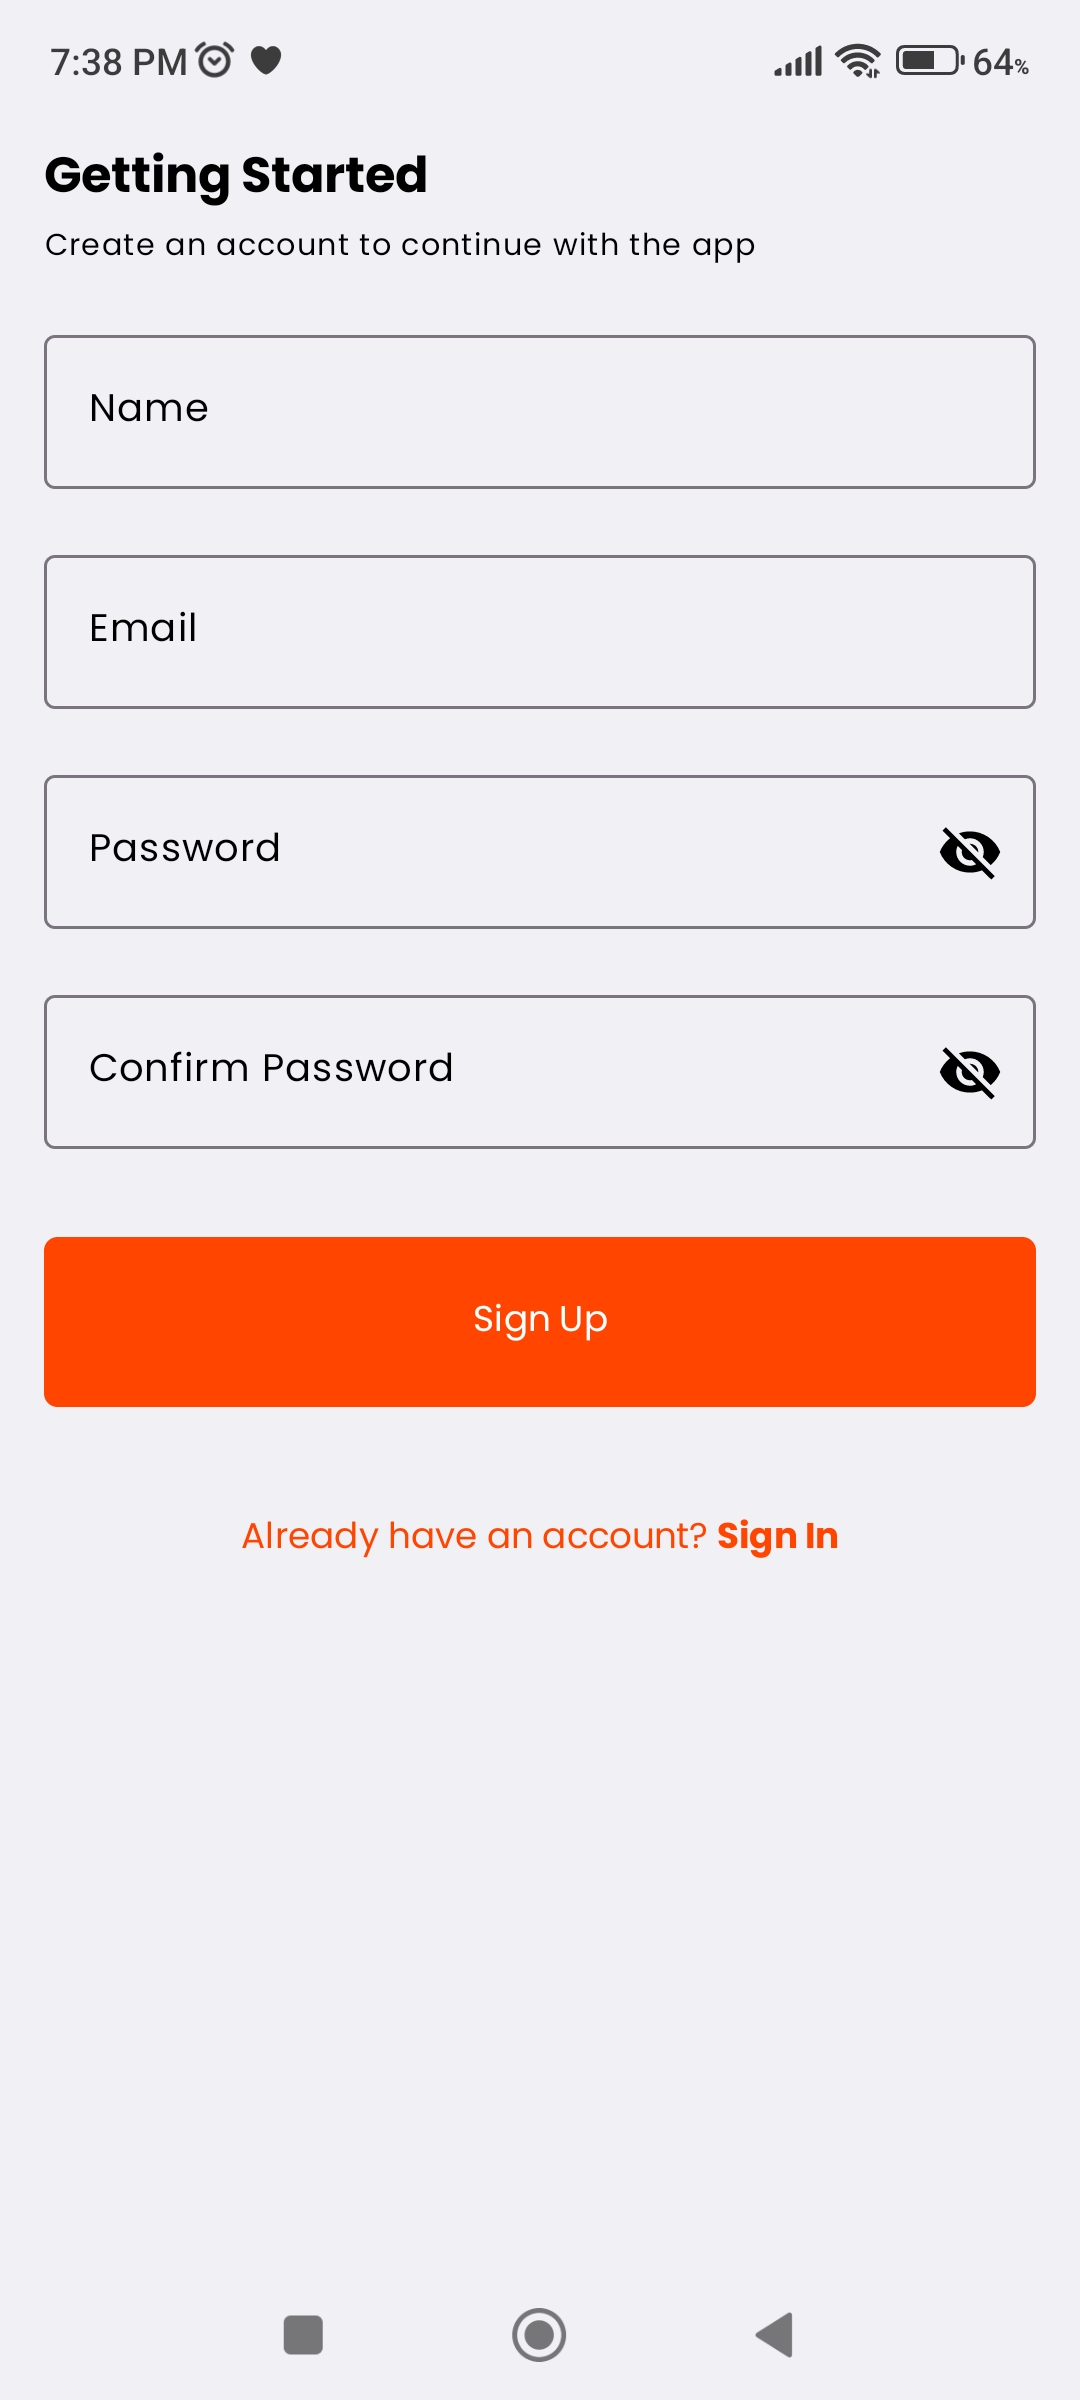 7:38 PM 64%
Getting Started
Create an account to continue with the app
Name
Email
Password
Confirm Password
Sign Up
Already have an account? Sign In